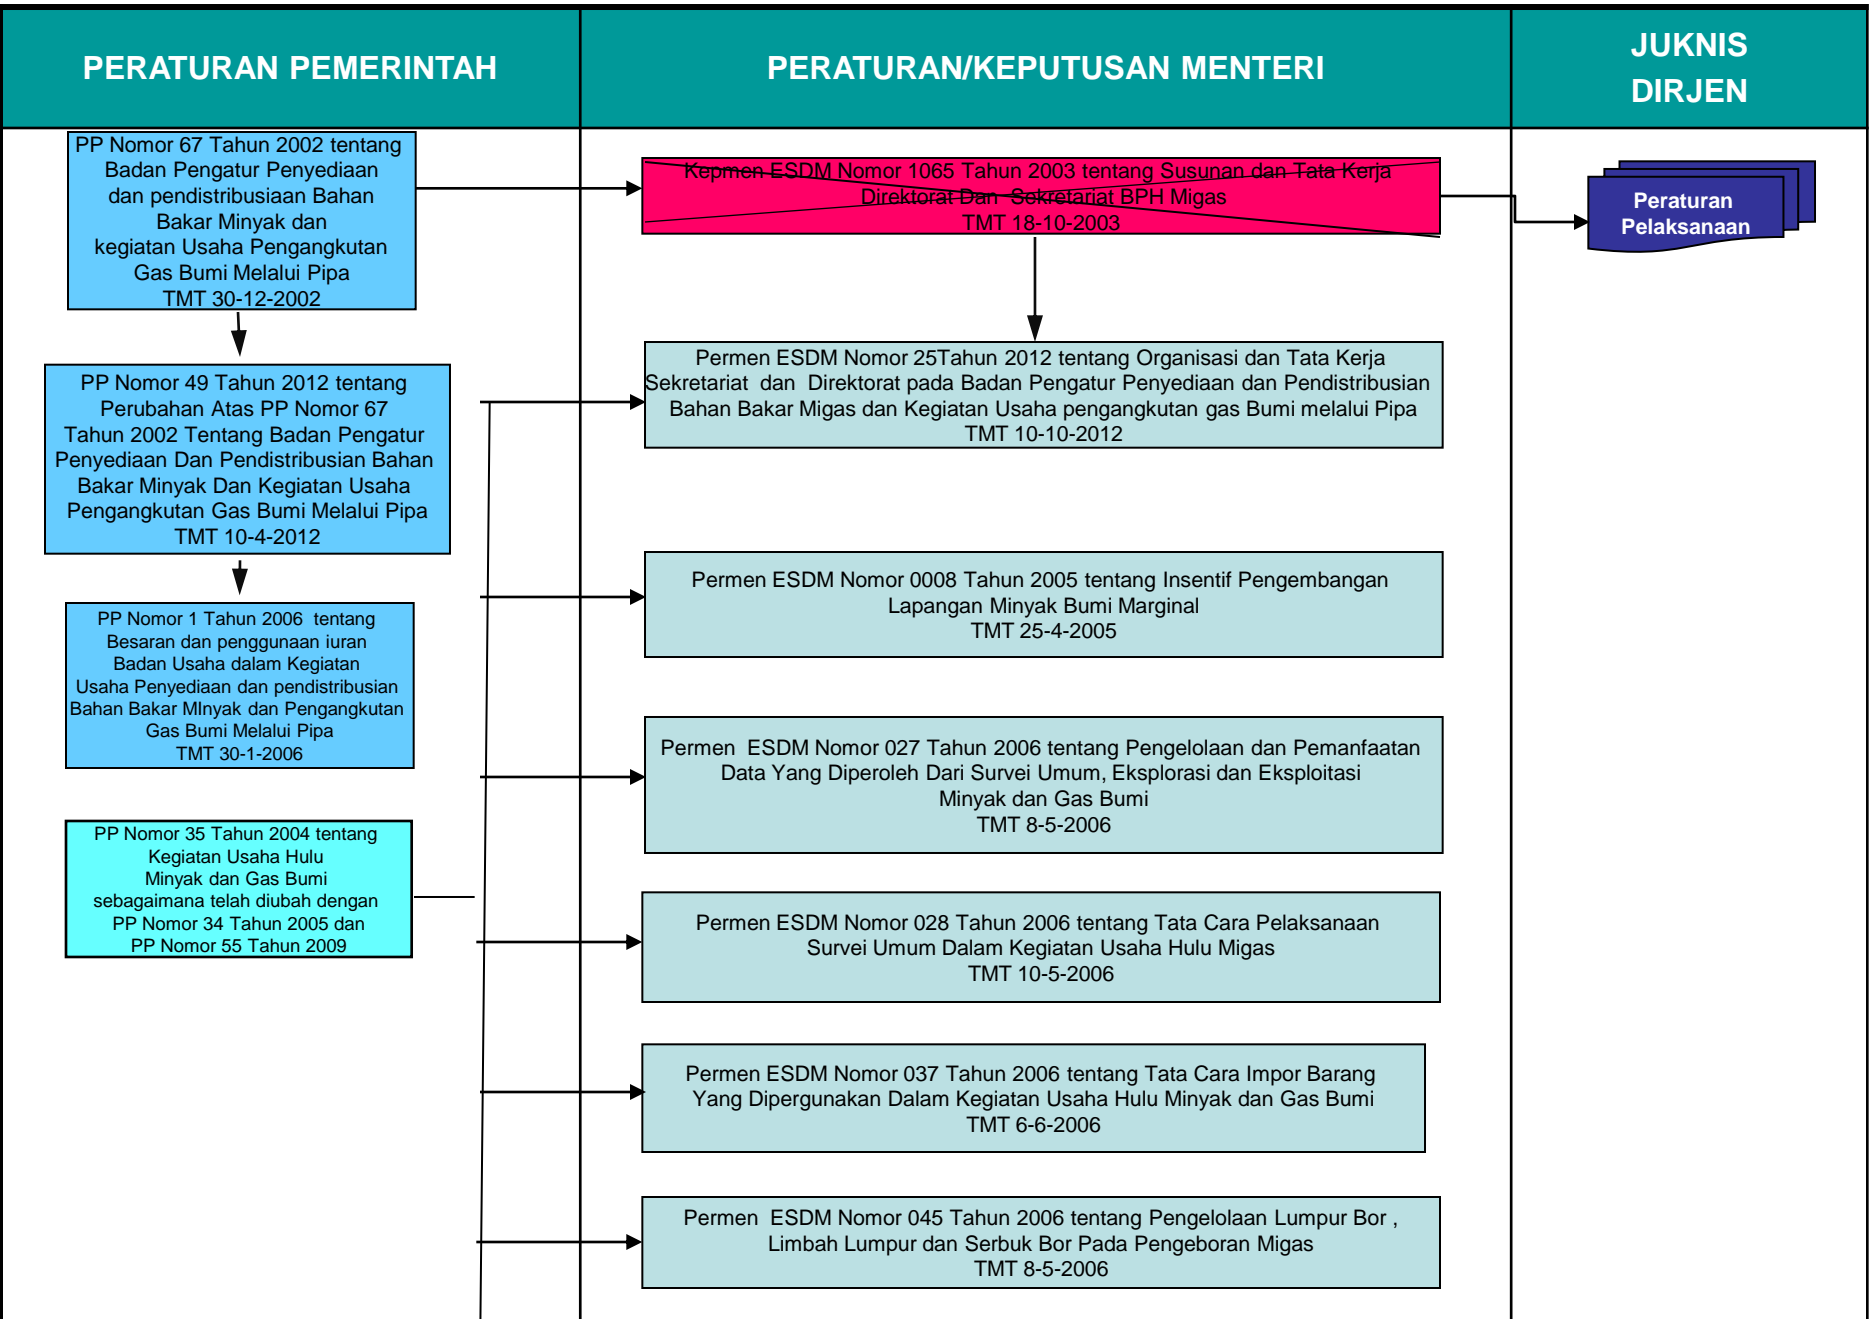 PERATURAN PEMERINTAH
PERATURAN/KEPUTUSAN MENTERI
JUKNIS
DIRJEN
PP Nomor 67 Tahun 2002 tentang
Badan Pengatur Penyediaan
dan pendistribusiaan Bahan
Bakar Minyak dan
kegiatan Usaha Pengangkutan
Gas Bumi Melalui Pipa
TMT 30-12-2002
Kepmen ESDM Nomor 1065 Tahun 2003 tentang Susunan dan Tata Kerja
Direktorat Dan Sekretariat BPH Migas
TMT 18-10-2003
Peraturan
Pelaksanaan
PP Nomor 49 Tahun 2012 tentang
Perubahan Atas PP Nomor 67
Tahun 2002 Tentang Badan Pengatur
Penyediaan Dan Pendistribusian Bahan
Bakar Minyak Dan Kegiatan Usaha
Pengangkutan Gas Bumi Melalui Pipa
TMT 10-4-2012
Permen ESDM Nomor 25Tahun 2012 tentang Organisasi dan Tata Kerja
Sekretariat dan Direktorat pada Badan Pengatur Penyediaan dan Pendistribusian
Bahan Bakar Migas dan Kegiatan Usaha pengangkutan gas Bumi melalui Pipa
TMT 10-10-2012
PP Nomor 1 Tahun 2006 tentang
Besaran dan penggunaan iuran
Badan Usaha dalam Kegiatan
Usaha Penyediaan dan pendistribusian
Bahan Bakar MInyak dan Pengangkutan
Gas Bumi Melalui Pipa
TMT 30-1-2006
Permen ESDM Nomor 0008 Tahun 2005 tentang Insentif Pengembangan
Lapangan Minyak Bumi Marginal
TMT 25-4-2005
Permen ESDM Nomor 027 Tahun 2006 tentang Pengelolaan dan Pemanfaatan
Data Yang Diperoleh Dari Survei Umum, Eksplorasi dan Eksploitasi
Minyak dan Gas Bumi
TMT 8-5-2006
PP Nomor 35 Tahun 2004 tentang
Kegiatan Usaha Hulu
Minyak dan Gas Bumi
sebagaimana telah diubah dengan
PP Nomor 34 Tahun 2005 dan
PP Nomor 55 Tahun 2009
Permen ESDM Nomor 028 Tahun 2006 tentang Tata Cara Pelaksanaan
Survei Umum Dalam Kegiatan Usaha Hulu Migas
TMT 10-5-2006
Permen ESDM Nomor 037 Tahun 2006 tentang Tata Cara Impor Barang
Yang Dipergunakan Dalam Kegiatan Usaha Hulu Minyak dan Gas Bumi
TMT 6-6-2006
Permen ESDM Nomor 045 Tahun 2006 tentang Pengelolaan Lumpur Bor ,
Limbah Lumpur dan Serbuk Bor Pada Pengeboran Migas
TMT 8-5-2006